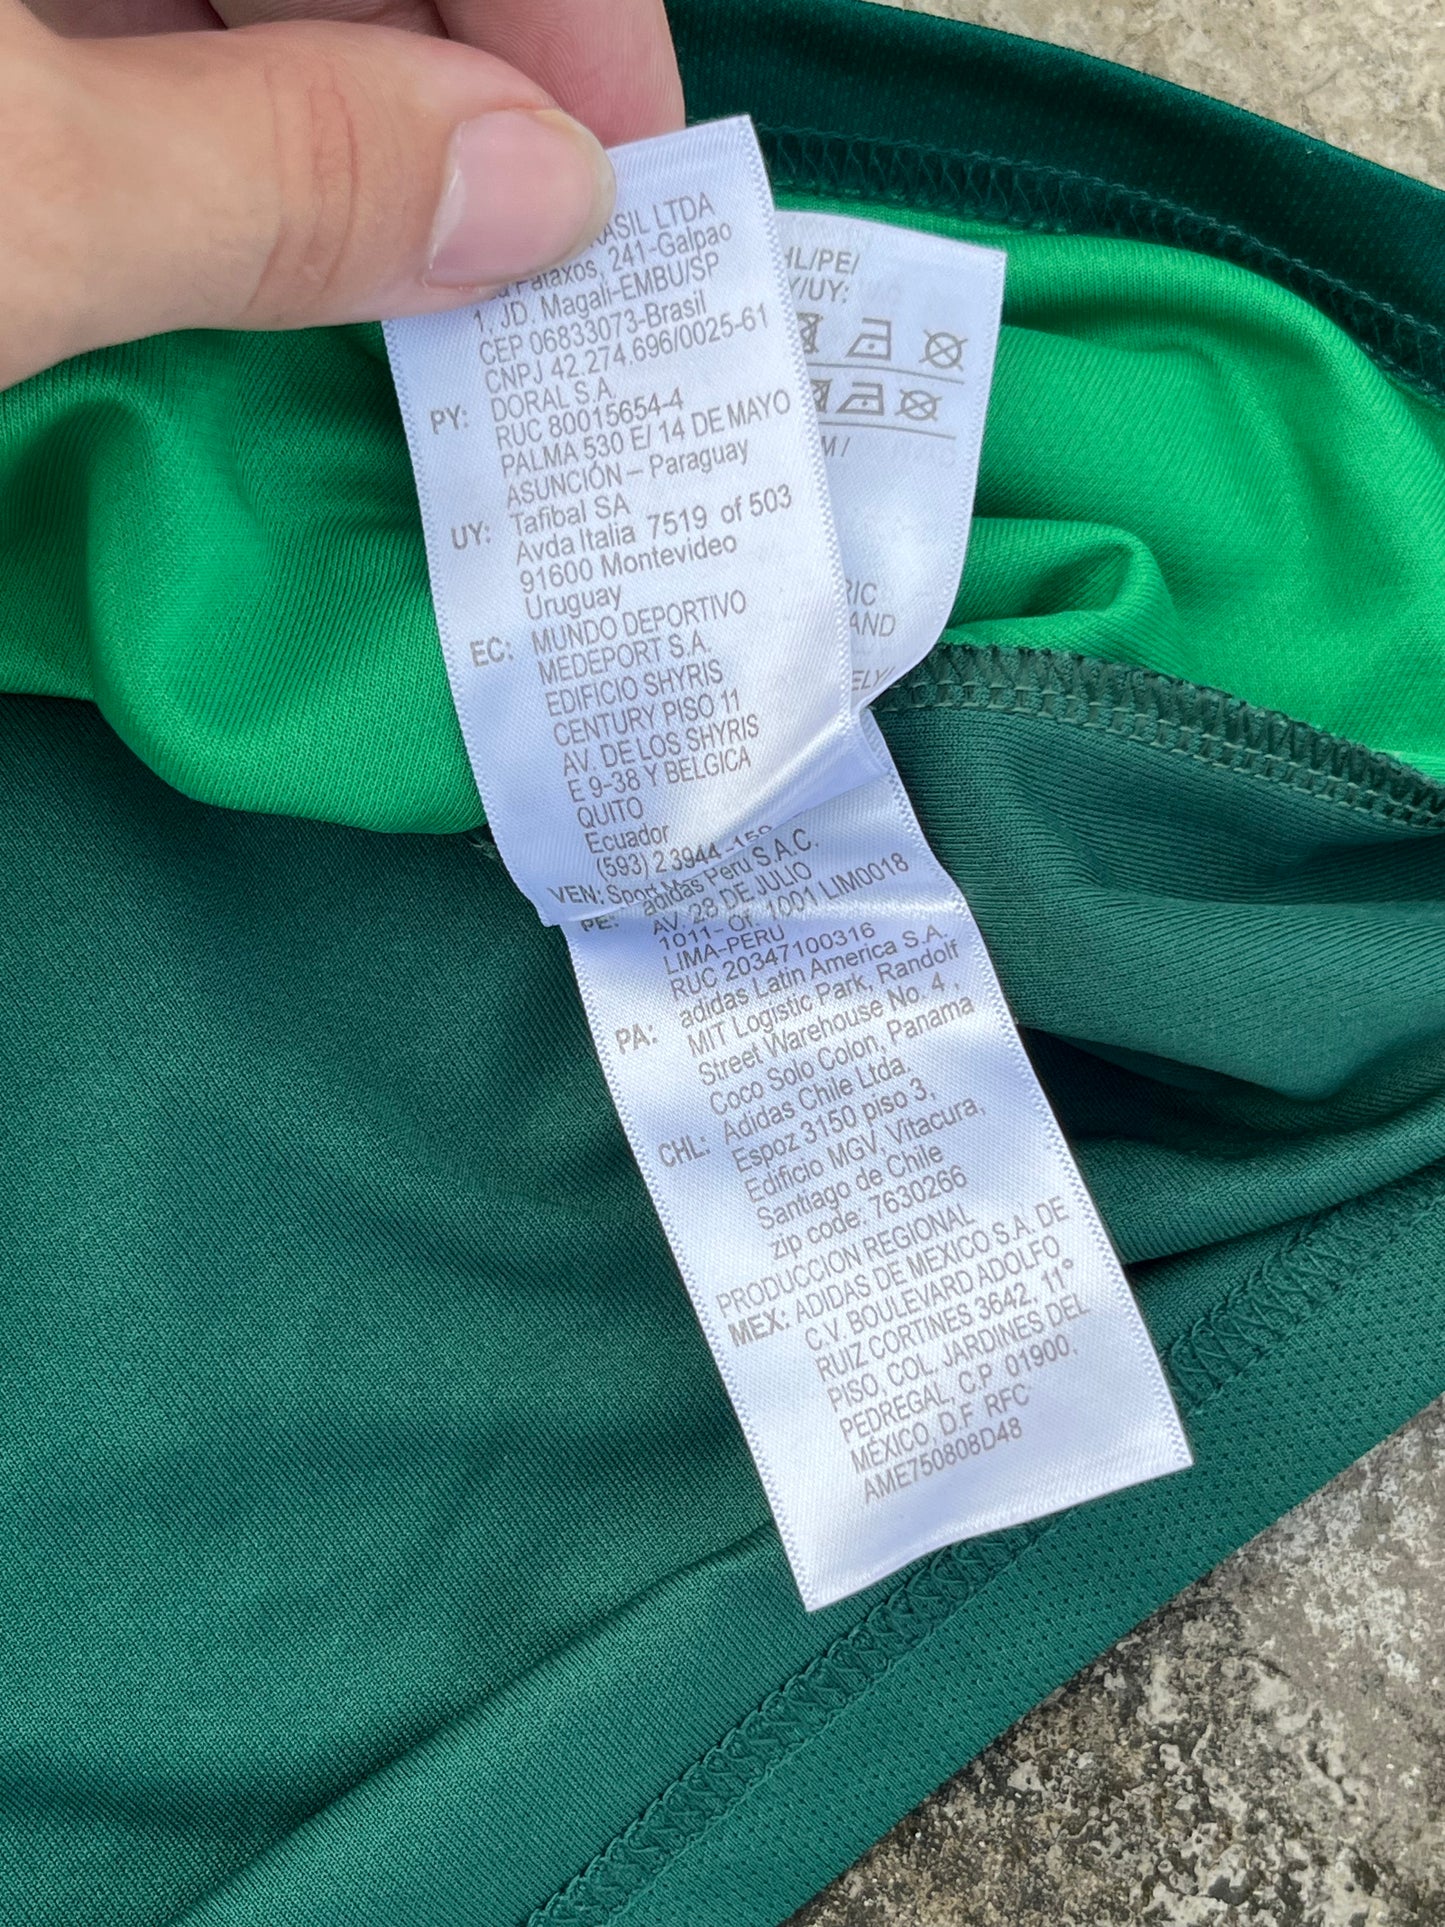 RASIL LTDA
Pataxos, 241-Galpao
1, JD. Magali-EMBU/SP
CEP 06833073-Brasil
CNPJ 42.274.696/0025-61
PY: DORAL S.A.
RUC 80015654-4
PALMA 530 E/ 14 DE MAYO
ASUNCIÓN – Paraguay
UY: Tafibal SA
Avda Italia 7519 of 503
91600 Montevideo
Uruguay
EC: MUNDO DEPORTIVO
MEDEPORT S.A.
EDIFICIO SHYRIS
CENTURY PISO 11
AV. DE LOS SHYRIS
E 9-38 Y BELGICA
QUITO
Ecuador
(593) 2 3944
VEN: Sport
PE: adidas Peru S.A.C.
AV. 28 DE JULIO
1011- Of. 1001 LIM0018
LIMA-PERU
RUC 20347100316
PA: adidas Latin America S.A.
MIT Logistic Park, Randolf
Street Warehouse No. 4 ,
Coco Solo Colon, Panama
CHL: Adidas Chile Ltda,
Espoz 3150 piso 3,
Edificio MGV, Vitacura,
Santiago de Chile
zip code: 7630266
PRODUCCION REGIONAL
MEX: ADIDAS DE MEXICO S.A. DE
C.V. BOULEVARD ADOLFO
RUIZ CORTINES 3642, 11°
PISO, COL. JARDINES DEL
PEDREGAL, C.P. 01900,
MÉXICO, D.F RFC
AME750808D48
HL/PE/
Y/UY:
M/
RIC
AND
ELY/